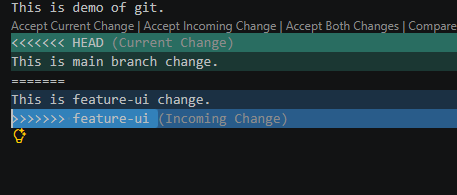 This is demo of git.
Accept Current Change | Accept Incoming Change | Accept Both Changes | Compare
<<<<<<< HEAD (Current Change)
This is main branch change.
=======
This is feature-ui change.
>>>>>>> feature-ui (Incoming Change)